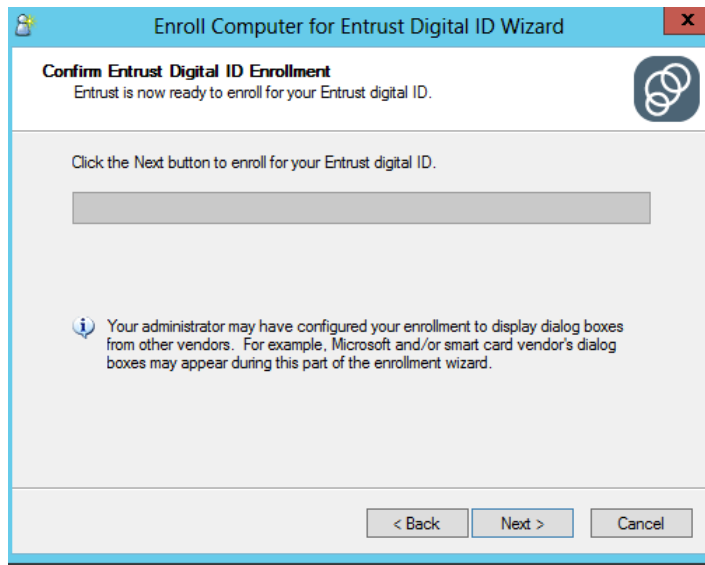 Enroll Computer for Entrust Digital ID Wizard
x
Confirm Entrust Digital ID Enrollment
Entrust is now ready to enroll for your Entrust digital ID.
Click the Next button to enroll for your Entrust digital ID.
Your administrator may have configured your enrollment to display dialog boxes
from other vendors.  For example, Microsoft and/or smart card vendor's dialog
boxes may appear during this part of the enrollment wizard.
< Back
Next >
Cancel